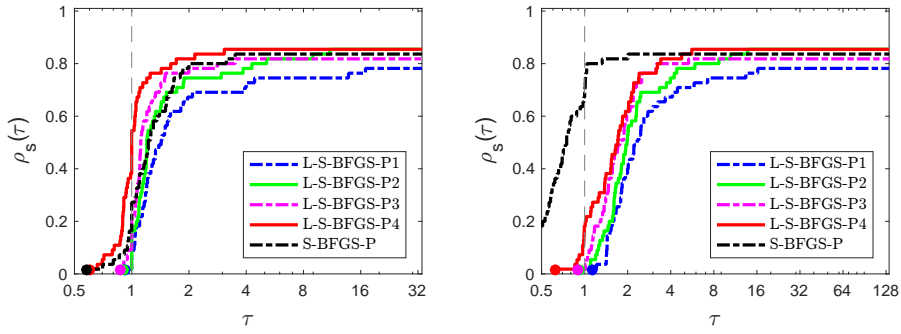 ρs(τ)
1
0.8
0.6
0.4
0.2
0
0.5
1
2
4
8
16
32
τ
L-S-BFGS-P1
L-S-BFGS-P2
L-S-BFGS-P3
L-S-BFGS-P4
S-BFGS-P
ρs(τ)
1
0.8
0.6
0.4
0.2
0
0.5
1
2
4
8
16
32
64
128
τ
L-S-BFGS-P1
L-S-BFGS-P2
L-S-BFGS-P3
L-S-BFGS-P4
S-BFGS-P